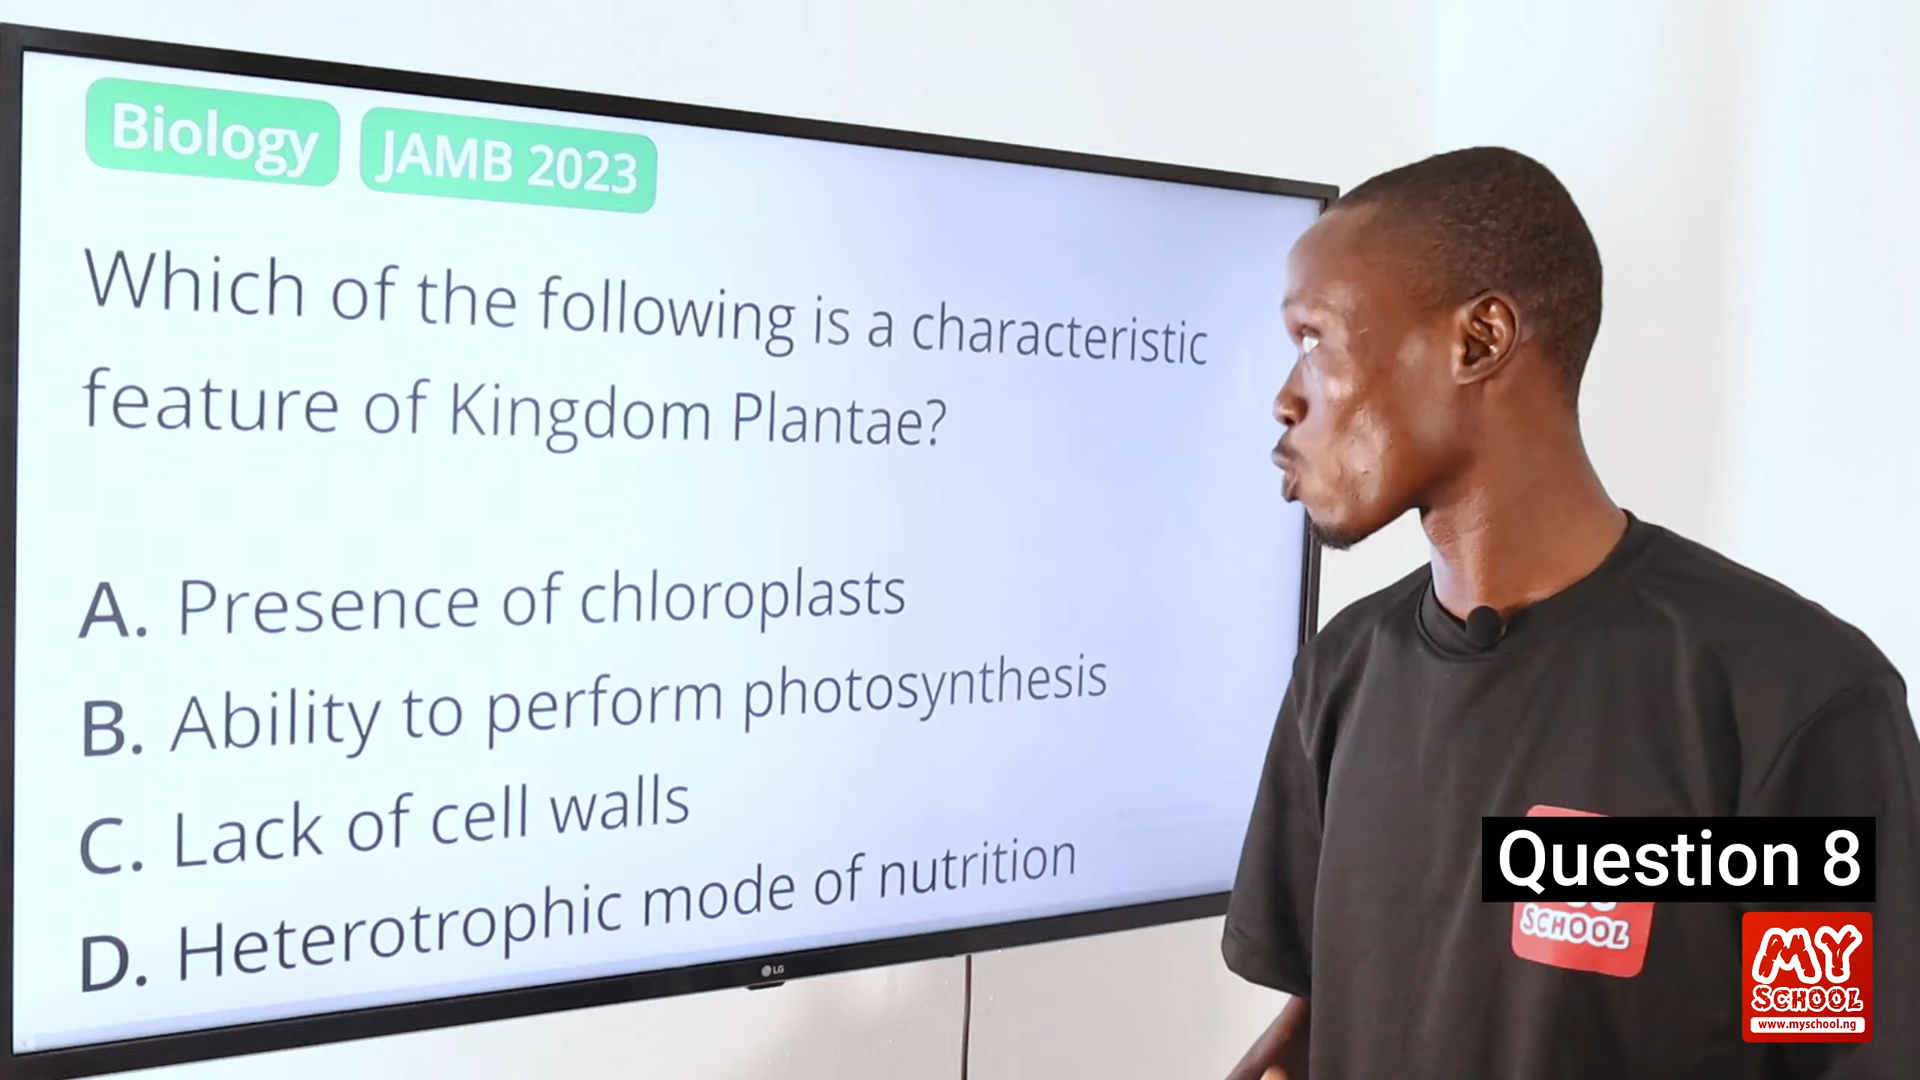 Biology JAMB 2023
Which of the following is a characteristic
feature of Kingdom Plantae?
A. Presence of chloroplasts
B. Ability to perform photosynthesis
C. Lack of cell walls
D. Heterotrophic mode of nutrition
LG
Question 8
SCHOOL
MY
SCHOOL
www.myschool.ng